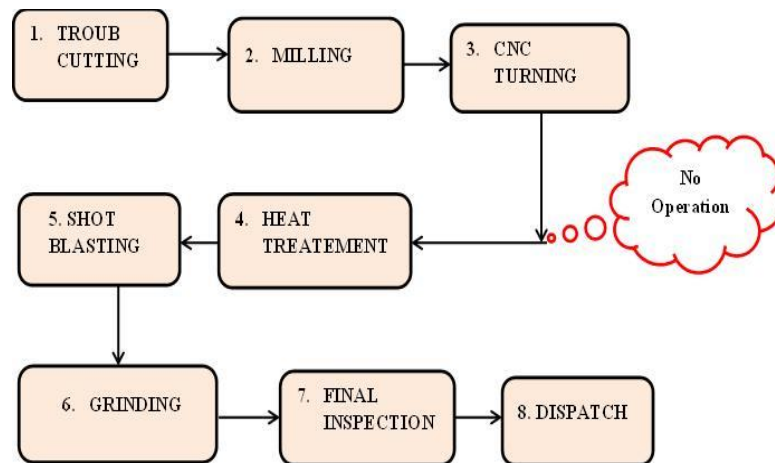 1. TROUB
CUTTING
2. MILLING
3. CNC
TURNING
No
Operation
4. HEAT
TREATEMENT
5. SHOT
BLASTING
6. GRINDING
7. FINAL
INSPECTION
8. DISPATCH